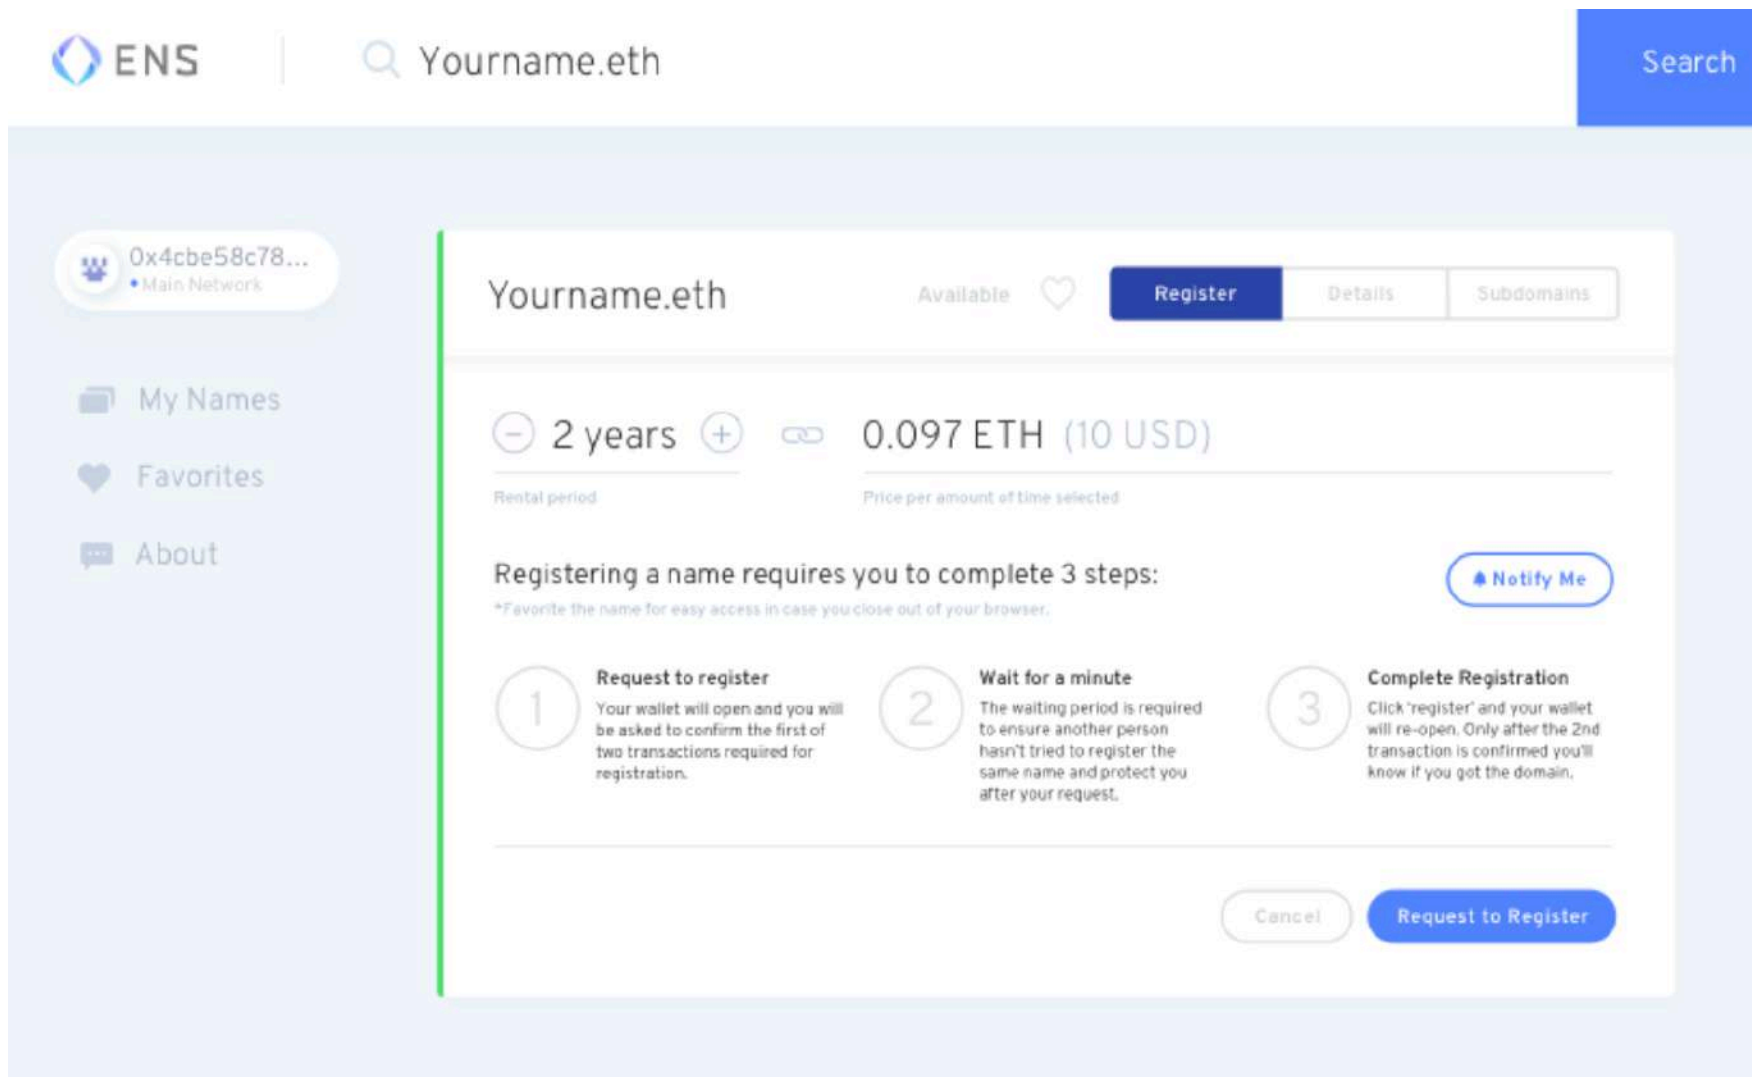 ENS
Yourname.eth
Search
0x4cbe58c78...
Main Network
My Names
Favorites
About
Yourname.eth
Available
Register
Details
Subdomains
2 years
0.097 ETH (10 USD)
Rental period
Price per amount of time selected
Registering a name requires you to complete 3 steps:
*Favorite the name for easy access in case you close out of your browser.
Notify Me
1
Request to register
Your wallet will open and you will
be asked to confirm the first of
two transactions required for
registration.
2
Wait for a minute
The waiting period is required
to ensure another person
hasn't tried to register the
same name and protect you
after your request.
3
Complete Registration
Click 'register' and your wallet
will re-open. Only after the 2nd
transaction is confirmed you'll
know if you got the domain.
Cancel
Request to Register